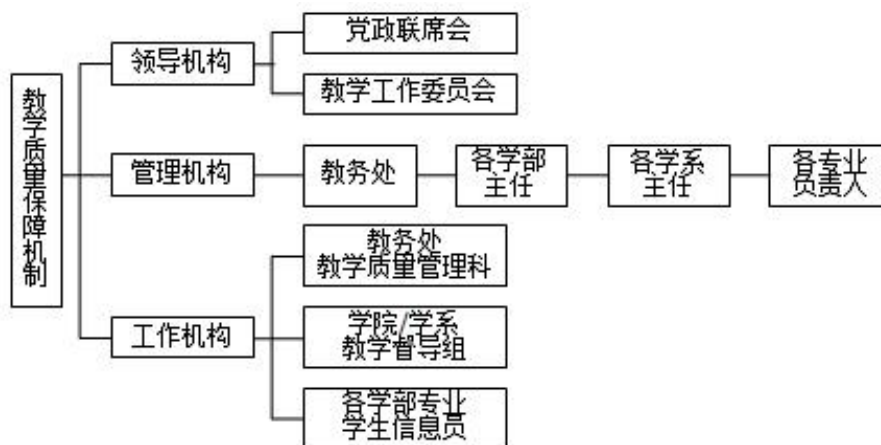 教学质量保障机制
领导机构
党政联席会
教学工作委员会
管理机构
教务处
各学部
主任
各学系
主任
各专业
负责人
工作机构
教务处
教学质量管理科
学院/学系
教学督导组
各学部专业
学生信息员